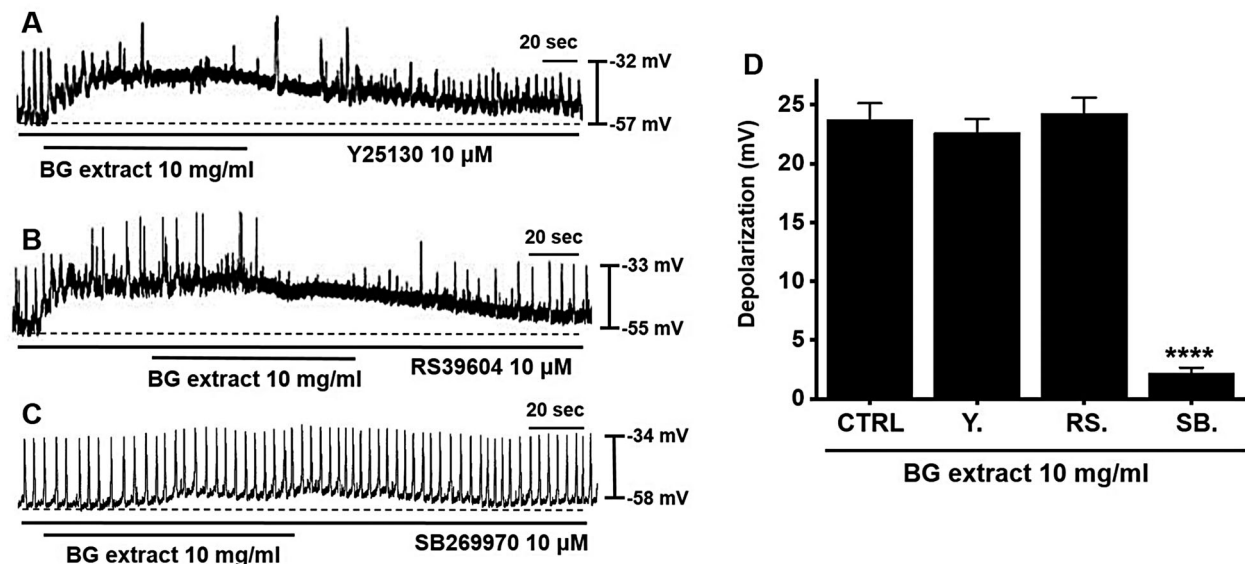 A
20 sec
-32 mV
-57 mV
Y25130 10 µM
BG extract 10 mg/ml
B
20 sec
-33 mV
-55 mV
RS39604 10 µM
BG extract 10 mg/ml
C
20 sec
-34 mV
-58 mV
SB269970 10 µM
BG extract 10 mg/ml
D
Depolarization (mV)
25
20
15
10
5
0
****
CTRL Y. RS. SB.
BG extract 10 mg/ml